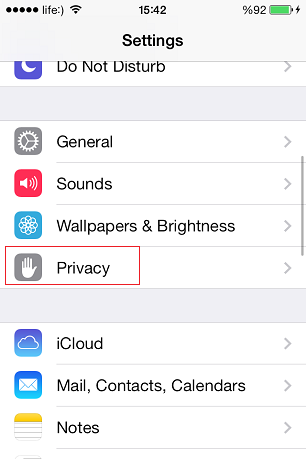 ●●●●● life:) 15:42 %92
Settings
Do Not Disturb
General
Sounds
Wallpapers & Brightness
Privacy
iCloud
Mail, Contacts, Calendars
Notes